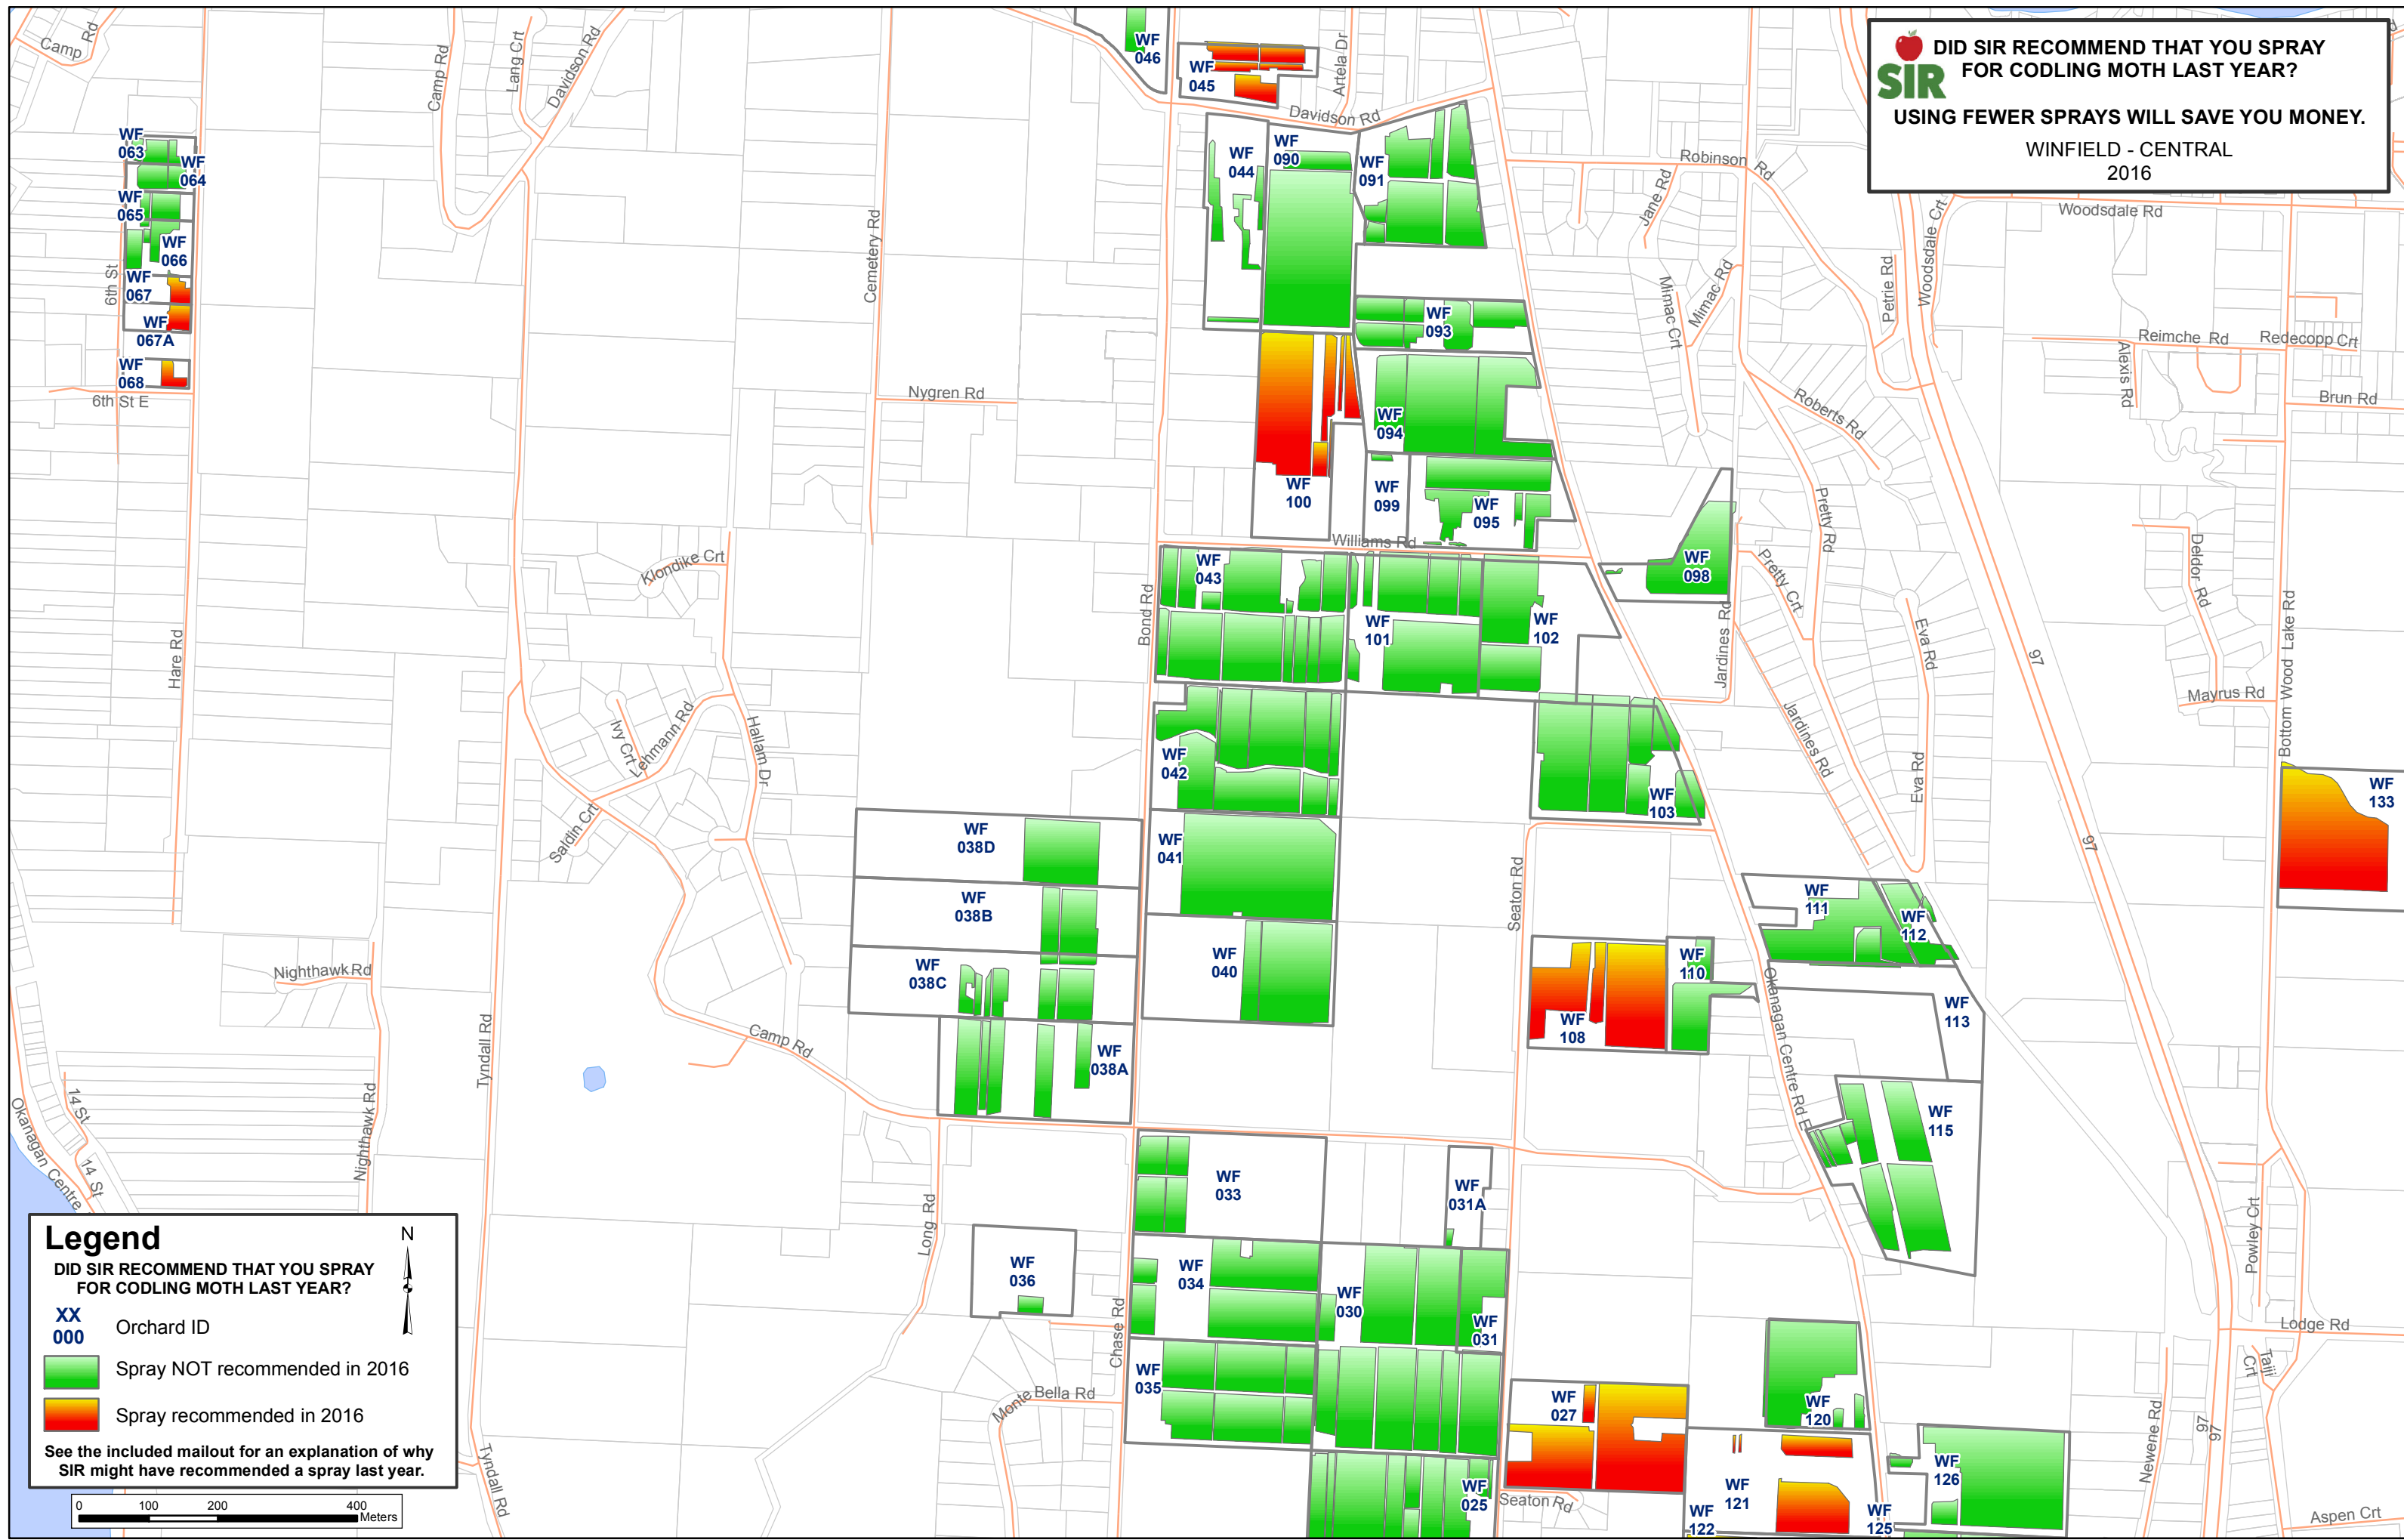 DID SIR RECOMMEND THAT YOU SPRAY
FOR CODLING MOTH LAST YEAR?
SIR
USING FEWER SPRAYS WILL SAVE YOU MONEY.
WINFIELD - CENTRAL
2016
Camp Rd
Camp Rd
Lang Crt
Davidson Rd
WF
046
WF
045
Artela Dr
Davidson Rd
WF
063
WF
064
WF
065
WF
066
WF
067
WF
067A
WF
068
6th St
6th St E
Hare Rd
Cemetery Rd
Nygren Rd
WF
044
WF
090
WF
091
WF
093
WF
094
WF
100
WF
099
WF
095
Williams Rd
Robinson Rd
Jane Rd
Mimac Rd
Mimac Crt
Petrie Rd
Woodsdale Crt
Woodsdale Rd
Reimche Rd
Redecopp Crt
Alexis Rd
Brun Rd
Roberts Rd
Pretty Rd
Pretty Crt
Deldor Rd
Bottom Wood Lake Rd
Eva Rd
97
Mayrus Rd
Jardines Rd
Jardines Rd
Eva Rd
97
WF
098
WF
043
WF
101
WF
102
Bond Rd
Klondike Crt
Ivy Crt
Lehmann Rd
Hallam Dr
Saldin Crt
WF
042
WF
103
WF
133
WF
038D
WF
041
WF
038B
WF
040
WF
038C
WF
038A
Seaton Rd
WF
108
WF
110
WF
111
WF
112
WF
113
WF
115
Okanagan Centre Rd E
Nighthawk Rd
Nighthawk Rd
Tyndall Rd
Camp Rd
14 St
14 St
Okanagan Centre
WF
033
WF
031A
WF
036
WF
034
WF
030
WF
031
WF
035
Long Rd
Chase Rd
Monte Bella Rd
Powley Crt
Lodge Rd
Taiji Crt
WF
027
WF
120
WF
025
Seaton Rd
WF
121
WF
122
WF
125
WF
126
Newene Rd
97
97
Aspen Crt
Tyndall Rd
Legend
N
DID SIR RECOMMEND THAT YOU SPRAY
FOR CODLING MOTH LAST YEAR?
XX
000
Orchard ID
Spray NOT recommended in 2016
Spray recommended in 2016
See the included mailout for an explanation of why
SIR might have recommended a spray last year.
0 100 200 400
Meters